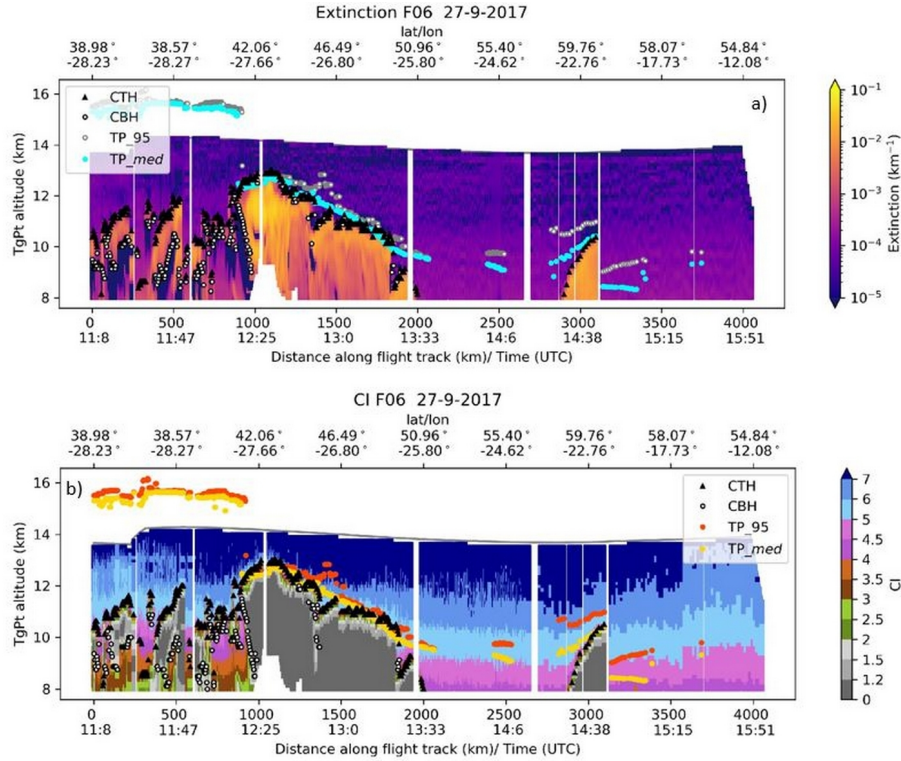 Extinction F06 27-9-2017
lat/lon
38.98° 38.57° 42.06° 46.49° 50.96° 55.40° 59.76° 58.07° 54.84°
-28.23° -28.27° -27.66° -26.80° -25.80° -24.62° -22.76° -17.73° -12.08°
a)
CTH
CBH
TP_95
TP_med
TgPt altitude (km)
16
14
12
10
8
0 500 1000 1500 2000 2500 3000 3500 4000
11:8 11:47 12:25 13:0 13:33 14:6 14:38 15:15 15:51
Distance along flight track (km)/ Time (UTC)
10⁻¹
10⁻²
10⁻³
10⁻⁴
10⁻⁵
Extinction (km⁻¹)
CI F06 27-9-2017
lat/lon
38.98° 38.57° 42.06° 46.49° 50.96° 55.40° 59.76° 58.07° 54.84°
-28.23° -28.27° -27.66° -26.80° -25.80° -24.62° -22.76° -17.73° -12.08°
b)
CTH
CBH
TP_95
TP_med
TgPt altitude (km)
16
14
12
10
8
0 500 1000 1500 2000 2500 3000 3500 4000
11:8 11:47 12:25 13:0 13:33 14:6 14:38 15:15 15:51
Distance along flight track (km)/ Time (UTC)
7
6
5
4
3.5
3
2.5
2
1.5
1.2
0
CI